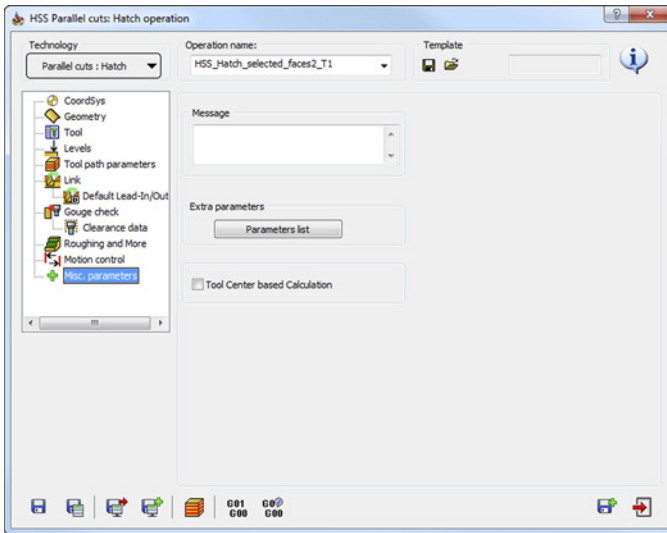 HSS Parallel cuts: Hatch operation
Technology
Parallel cuts : Hatch
Operation name:
HSS_Hatch_selected_faces2_T1
Template
CoordSys
Geometry
Tool
Levels
Tool path parameters
Link
Default Lead-In/Out
Gouge check
Clearance data
Roughing and More
Motion control
Misc. parameters
Message
Extra parameters
Parameters list
Tool Center based Calculation
G01
G00
G0
G00